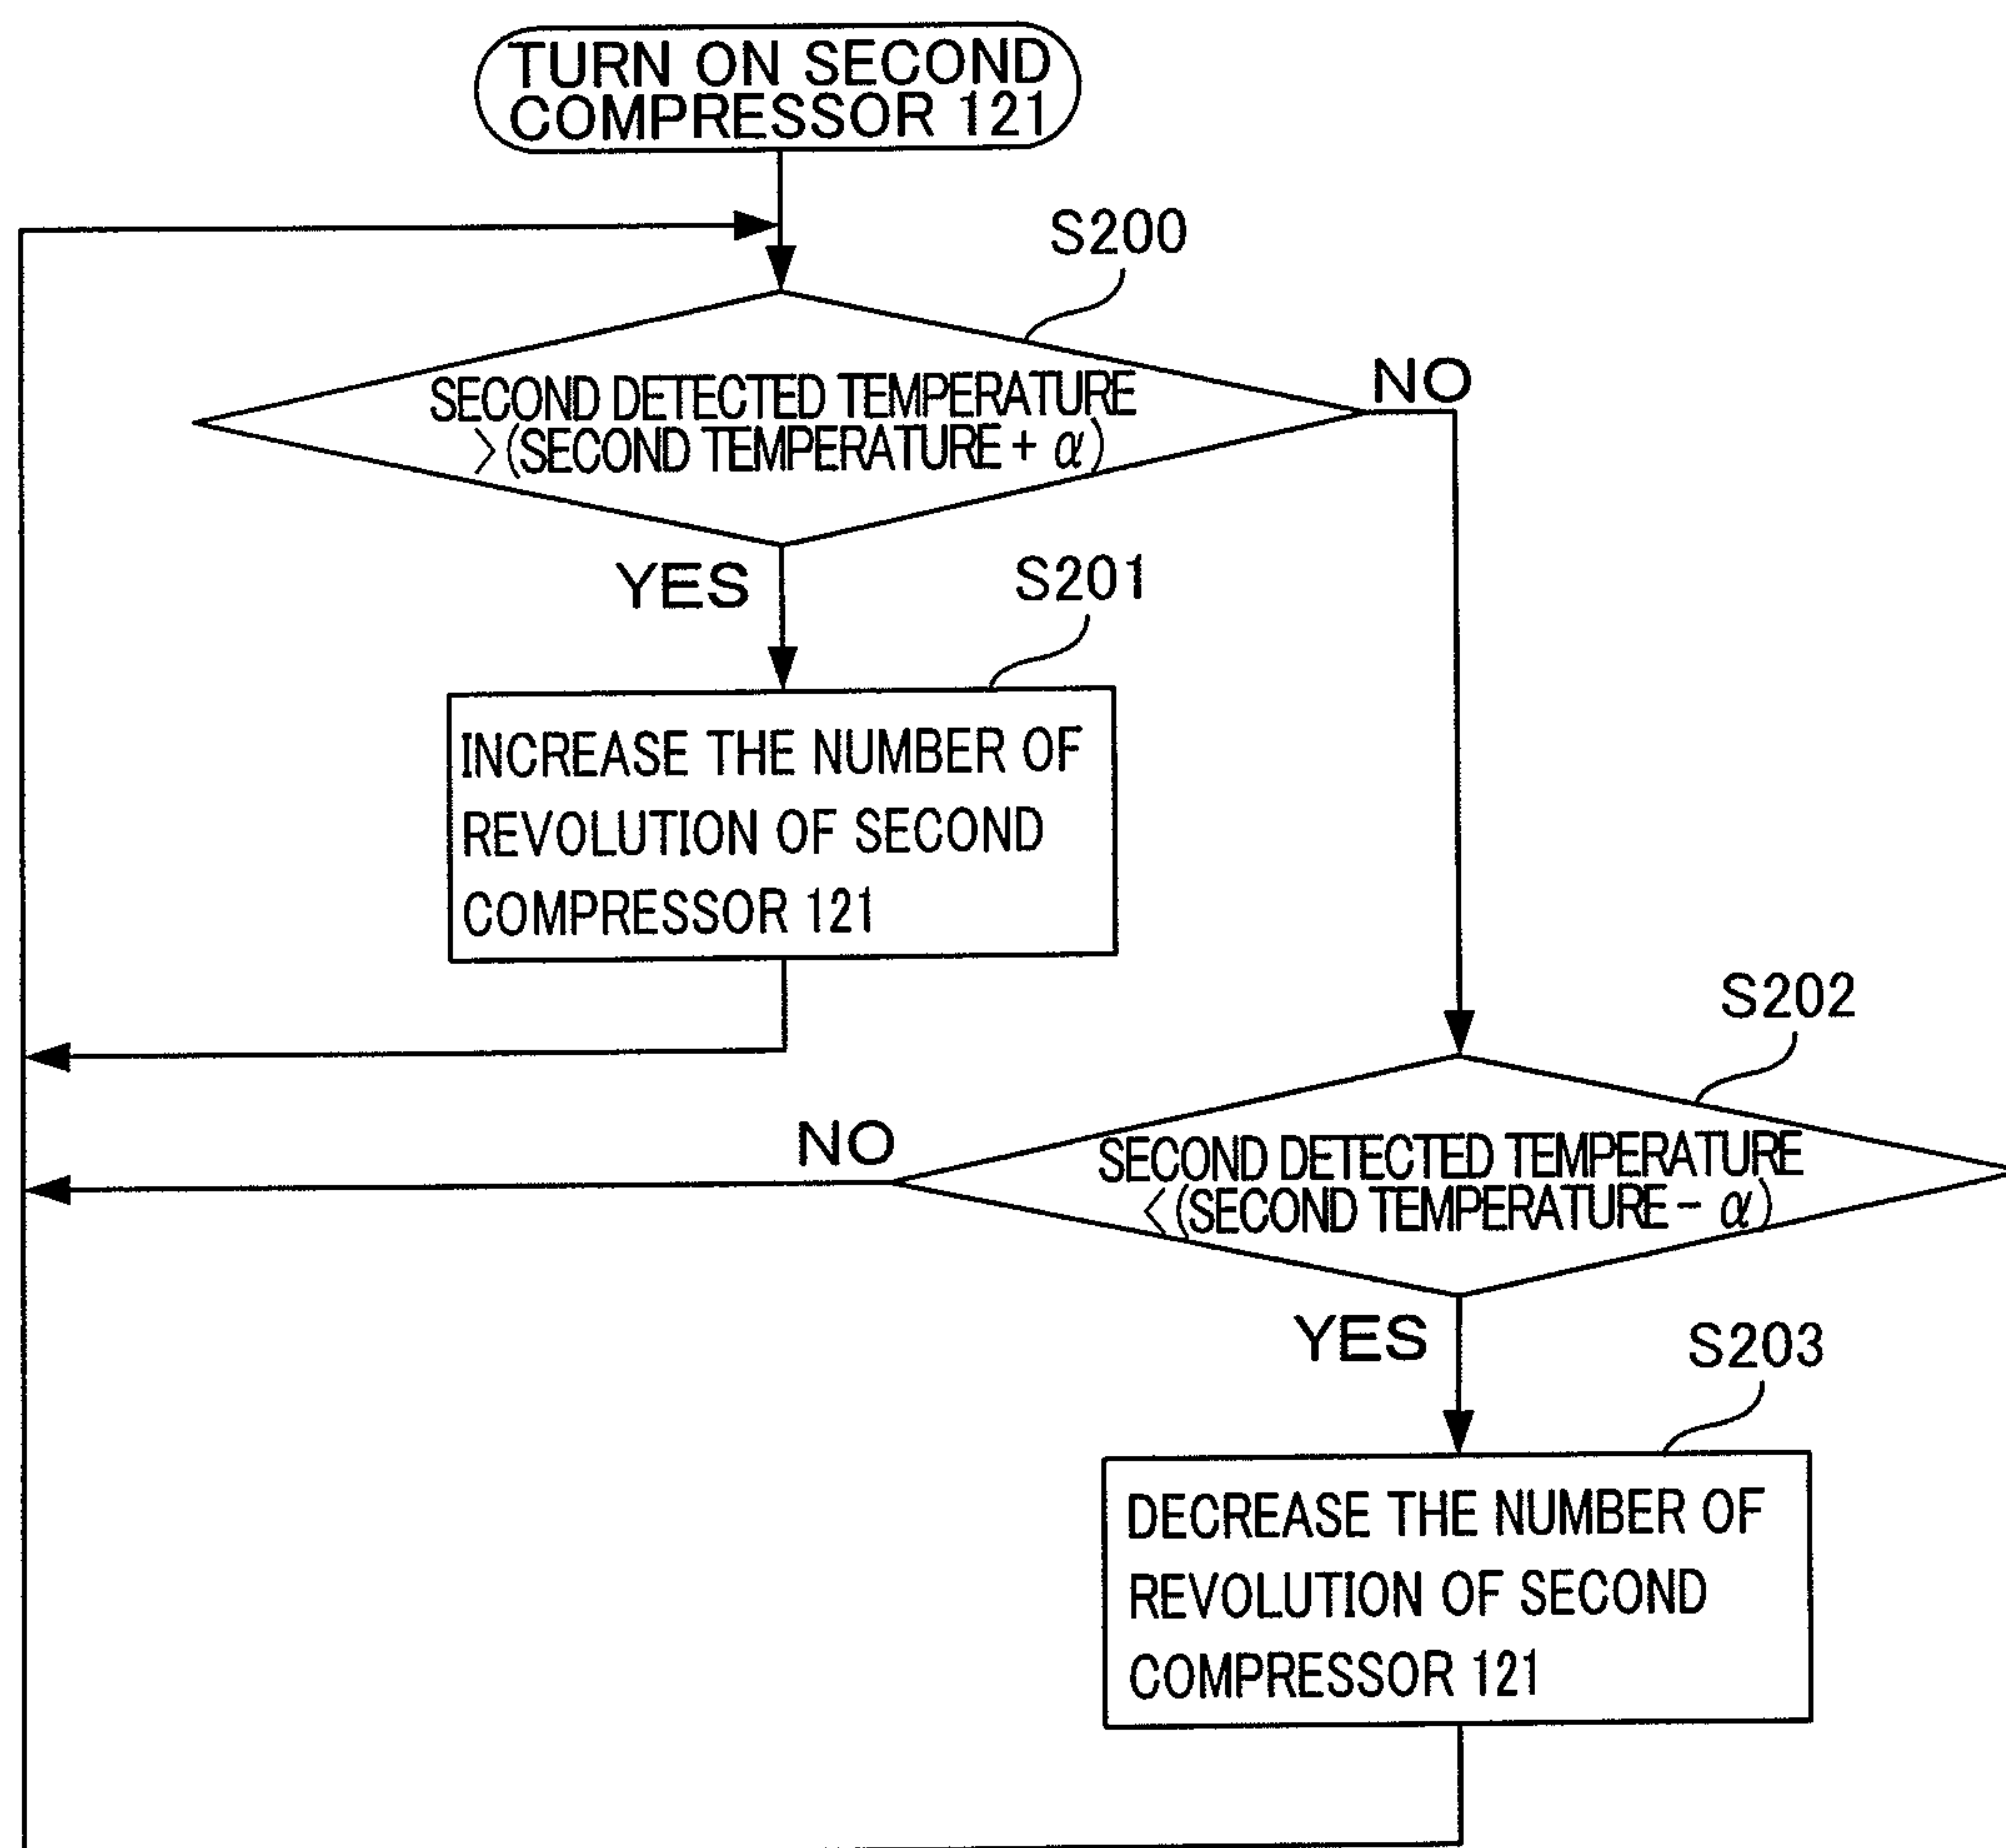 TURN ON SECOND
COMPRESSOR 121
S200
SECOND DETECTED TEMPERATURE
>(SECOND TEMPERATURE + α)
NO
YES
S201
INCREASE THE NUMBER OF
REVOLUTION OF SECOND
COMPRESSOR 121
S202
NO
SECOND DETECTED TEMPERATURE
<(SECOND TEMPERATURE - α)
YES
S203
DECREASE THE NUMBER OF
REVOLUTION OF SECOND
COMPRESSOR 121